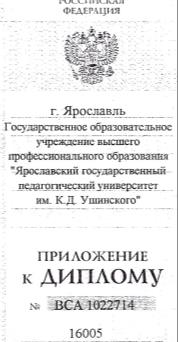 РОССИЙСКАЯ
ФЕДЕРАЦИЯ
г. Ярославль
Государственное образовательное
учреждение высшего
профессионального образования
"Ярославский государственный
педагогический университет
им. К.Д. Ушинского"
ПРИЛОЖЕНИЕ
к ДИПЛОМУ
№ ВСА 1022714
16005